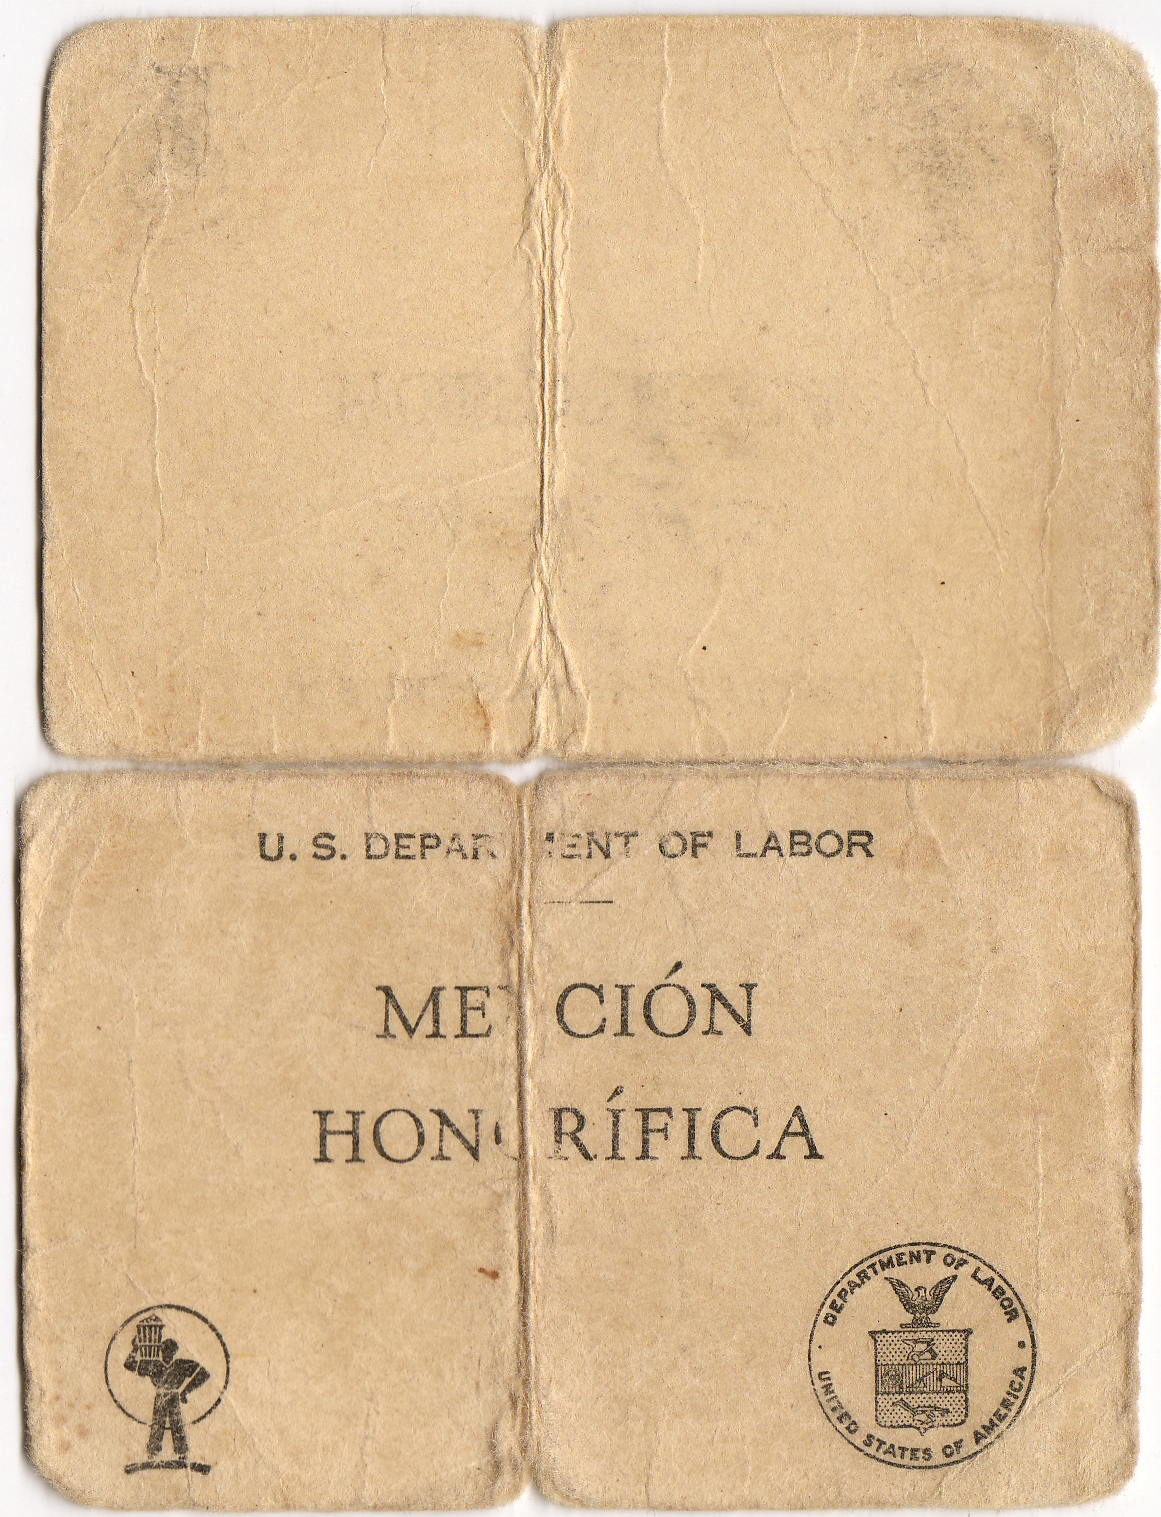 U. S. DEPARTMENT OF LABOR
MENCIÓN
HONORÍFICA
DEPARTMENT OF LABOR
UNITED STATES OF AMERICA